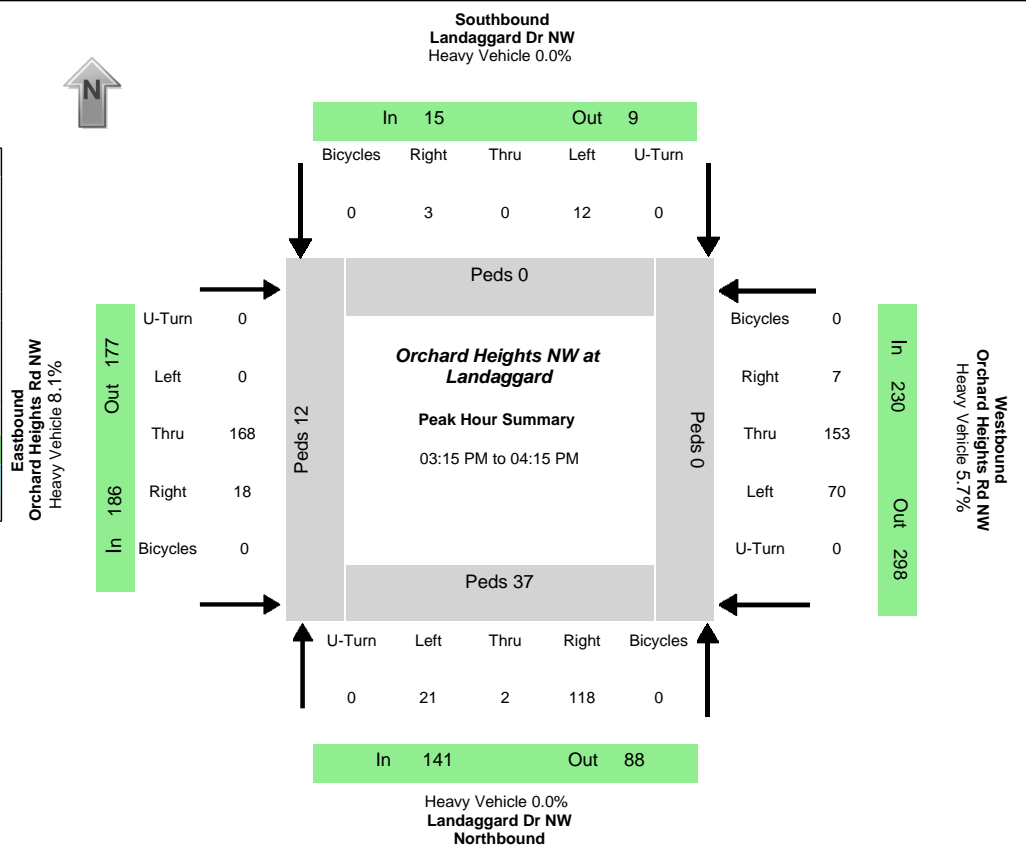 Southbound
Landaggard Dr NW
Heavy Vehicle 0.0%
N
In 15 Out 9
Bicycles Right Thru Left U-Turn
0 3 0 12 0
Peds 0
Eastbound
Orchard Heights Rd NW
Heavy Vehicle 8.1%
In 186 Out 177
U-Turn 0
Left 0
Thru 168
Right 18
Bicycles 0
Peds 12
Orchard Heights NW at
Landaggard
Peak Hour Summary
03:15 PM to 04:15 PM
Peds 0
Bicycles 0
Right 7
Thru 153
Left 70
U-Turn 0
In 230 Out 298
Westbound
Orchard Heights Rd NW
Heavy Vehicle 5.7%
Peds 37
U-Turn Left Thru Right Bicycles
0 21 2 118 0
In 141 Out 88
Heavy Vehicle 0.0%
Landaggard Dr NW
Northbound